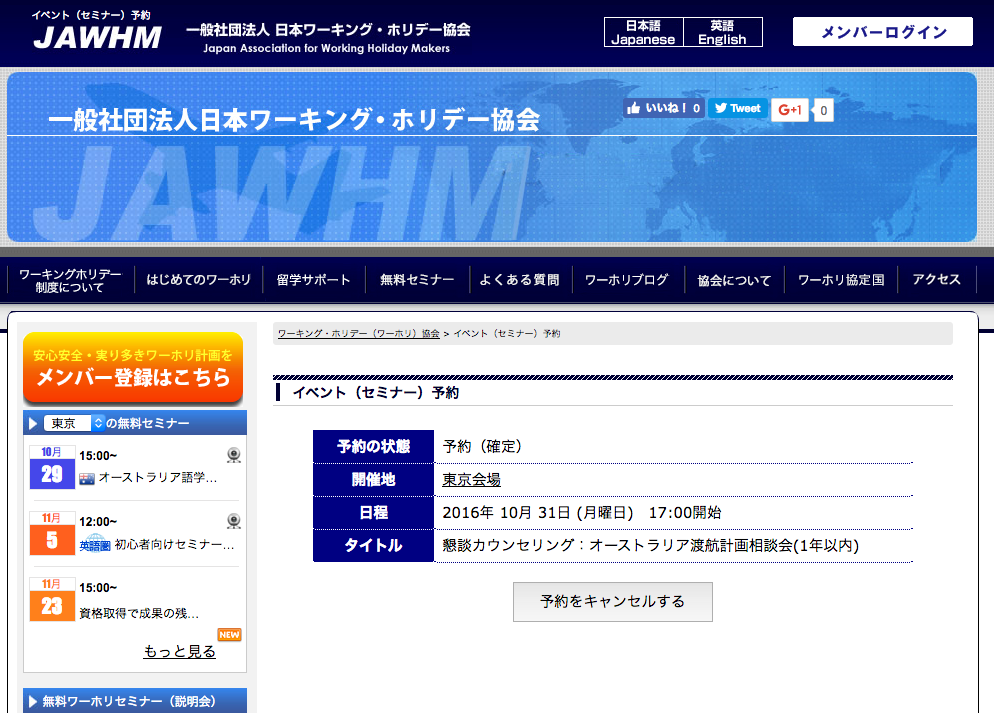 イベント（セミナー）予約
JAWHM
一般社団法人 日本ワーキング・ホリデー協会
Japan Association for Working Holiday Makers
日本語
Japanese
英語
English
メンバーログイン
一般社団法人日本ワーキング・ホリデー協会
いいね！ 0
Tweet
G+1
0
JAWHM
ワーキングホリデー
制度について
はじめてのワーホリ
留学サポート
無料セミナー
よくある質問
ワーホリブログ
協会について
ワーホリ協定国
アクセス
安心安全・実り多きワーホリ計画を
メンバー登録はこちら
東京 の無料セミナー
10月
29
15:00~
オーストラリア語学…
11月
5
12:00~
英語圏 初心者向けセミナー…
11月
23
15:00~
資格取得で成果の残…
NEW
もっと見る
無料ワーホリセミナー（説明会）
ワーキング・ホリデー（ワーホリ）協会 > イベント（セミナー）予約
イベント（セミナー）予約
予約の状態 予約（確定）
開催地 東京会場
日程 2016年 10月 31日 (月曜日)　17:00開始
タイトル 懇談カウンセリング：オーストラリア渡航計画相談会(1年以内)
予約をキャンセルする